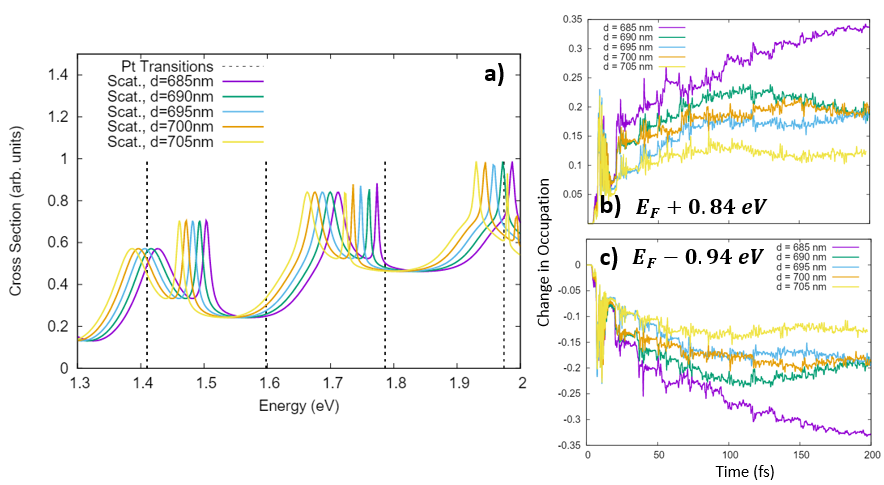 a)
Pt Transitions
Scat., d=685nm
Scat., d=690nm
Scat., d=695nm
Scat., d=700nm
Scat., d=705nm
1.4
1.2
1
0.8
0.6
0.4
0.2
0
Cross Section (arb. units)
1.3
1.4
1.5
1.6
1.7
1.8
1.9
2
Energy (eV)
0.35
0.3
0.25
0.2
0.15
0.1
0.05
d = 685 nm
d = 690 nm
d = 695 nm
d = 700 nm
d = 705 nm
b) E_F + 0.84 eV
Change in Occupation
c) E_F − 0.94 eV
d = 685 nm
d = 690 nm
d = 695 nm
d = 700 nm
d = 705 nm
0
-0.05
-0.1
-0.15
-0.2
-0.25
-0.3
-0.35
0
50
100
150
200
Time (fs)